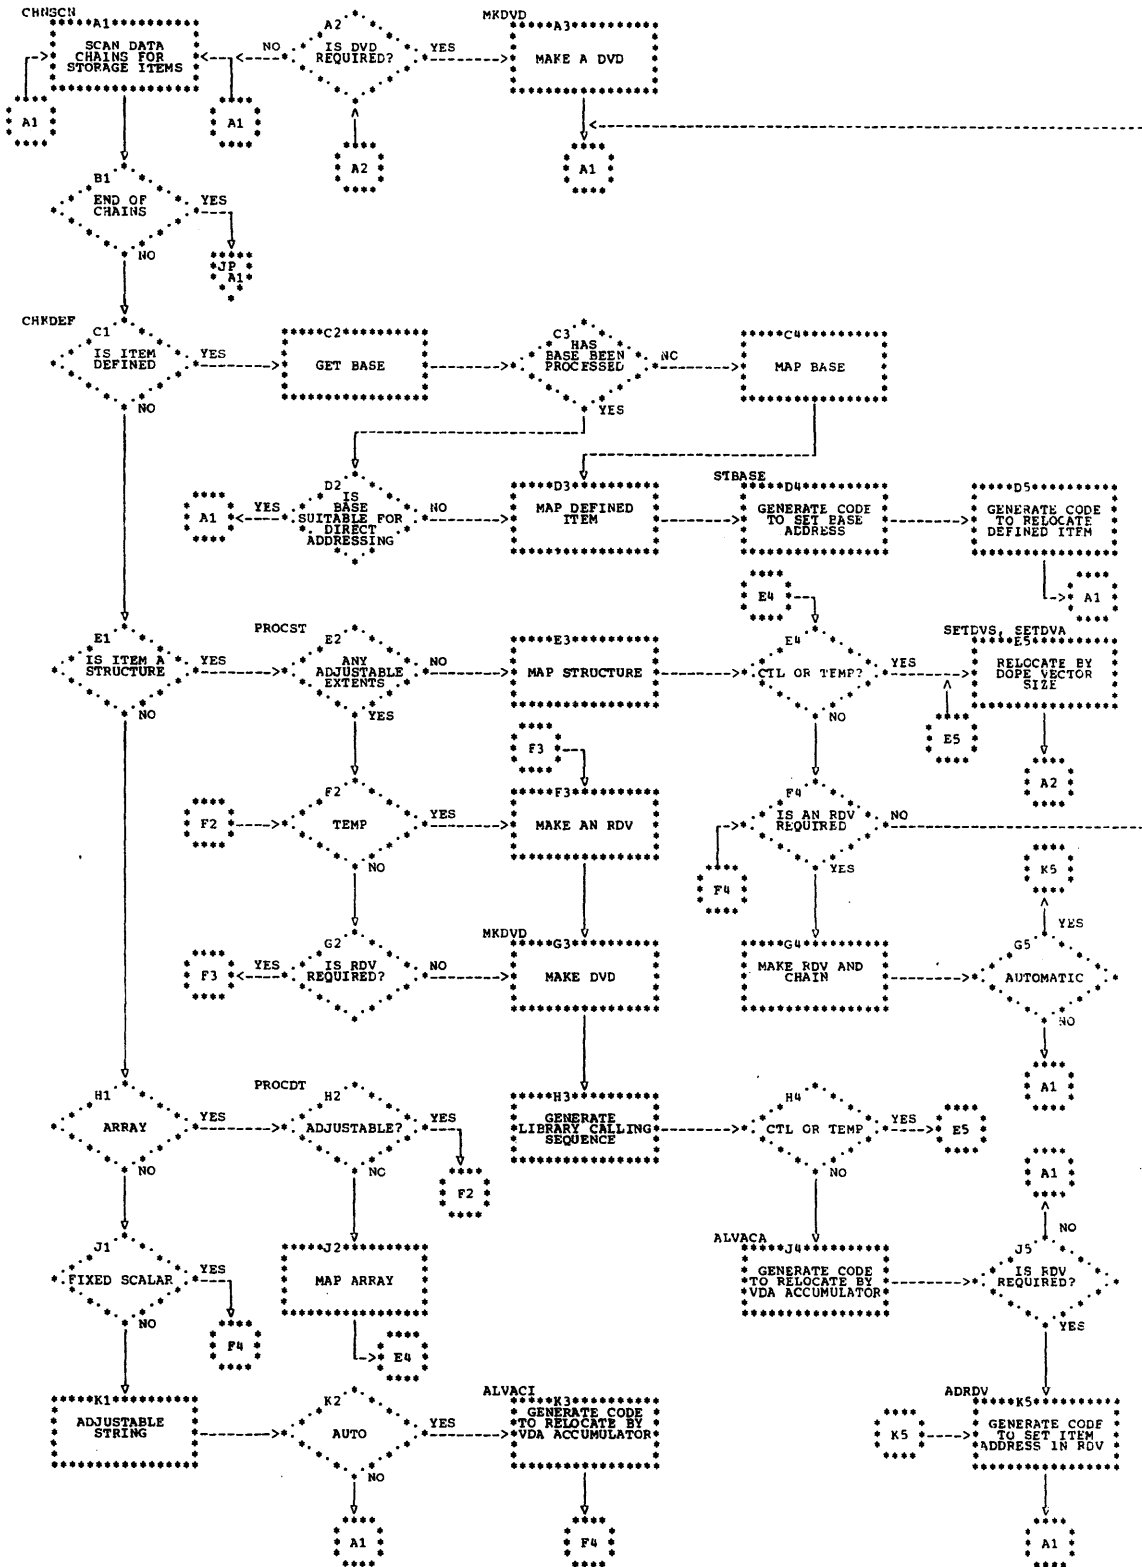 CHNSCN
A1
SCAN DATA
CHAINS FOR
STORAGE ITEMS
NO
A2
IS DVD
REQUIRED?
YES
MKDVD
A3
MAKE A DVD
A1
A1
A2
A1
B1
END OF
CHAINS
YES
NO
JP
A1
CHKDEF
C1
IS ITEM
DEFINED
YES
NO
C2
GET BASE
C3
HAS
BASE BEEN
PROCESSED
NC
YES
C4
MAP BASE
A1
YES
D2
IS
BASE
SUITABLE FOR
DIRECT
ADDRESSING
NO
D3
MAP DEFINED
ITEM
STBASE
D4
GENERATE CODE
TO SET BASE
ADDRESS
D5
GENERATE CODE
TO RELOCATE
DEFINED ITEM
E4
A1
E1
IS ITEM A
STRUCTURE
YES
NO
PROCST
E2
ANY
ADJUSTABLE
EXTENTS
NO
YES
E3
MAP STRUCTURE
E4
CTL OR TEMP?
YES
NO
SETDVS, SETDVA
E5
RELOCATE BY
DOPE VECTOR
SIZE
F3
E5
A2
F2
F2
TEMP
YES
NO
F3
MAKE AN RDV
F4
IS AN RDV
REQUIRED
NO
YES
F4
K5
YES
F3
YES
G2
IS RDV
REQUIRED?
NO
MKDVD
G3
MAKE DVD
G4
MAKE RDV AND
CHAIN
G5
AUTOMATIC
NO
A1
H1
ARRAY
YES
NO
PROCDT
H2
ADJUSTABLE?
YES
NC
F2
H3
GENERATE
LIBRARY CALLING
SEQUENCE
H4
CTL OR TEMP
YES
NO
E5
A1
NO
J1
FIXED SCALAR
YES
NO
F4
J2
MAP ARRAY
E4
ALVACA
J4
GENERATE CODE
TO RELOCATE BY
VDA ACCUMULATOR
J5
IS RDV
REQUIRED?
YES
K1
ADJUSTABLE
STRING
K2
AUTO
YES
NO
A1
ALVACI
K3
GENERATE CODE
TO RELOCATE BY
VDA ACCUMULATOR
F4
K5
ADRDV
K5
GENERATE CODE
TO SET ITEM
ADDRESS IN RDV
A1